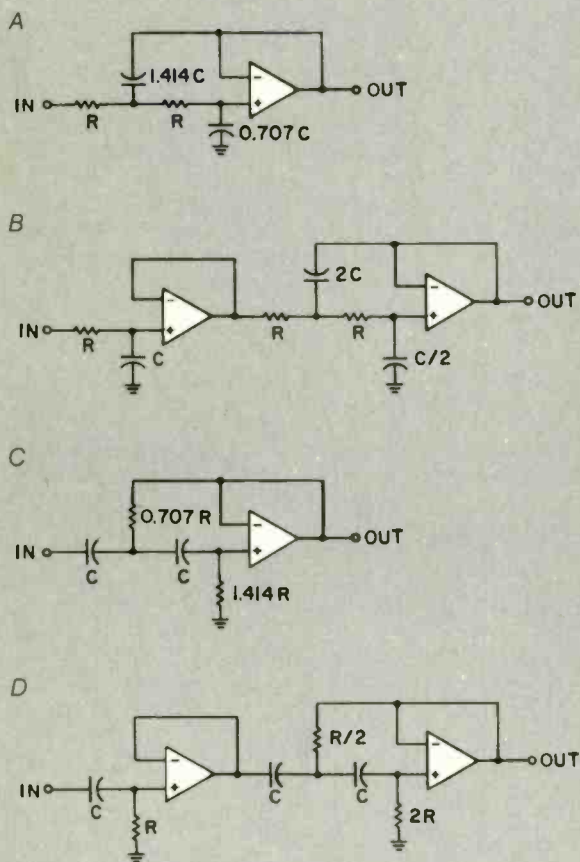 A
1.414C
IN
R
R
0.707C
−
+
OUT
B
IN
R
C
−
+
R
2C
R
C/2
−
+
OUT
C
IN
C
0.707R
C
1.414R
−
+
OUT
D
IN
C
R
−
+
C
R/2
C
2R
−
+
OUT